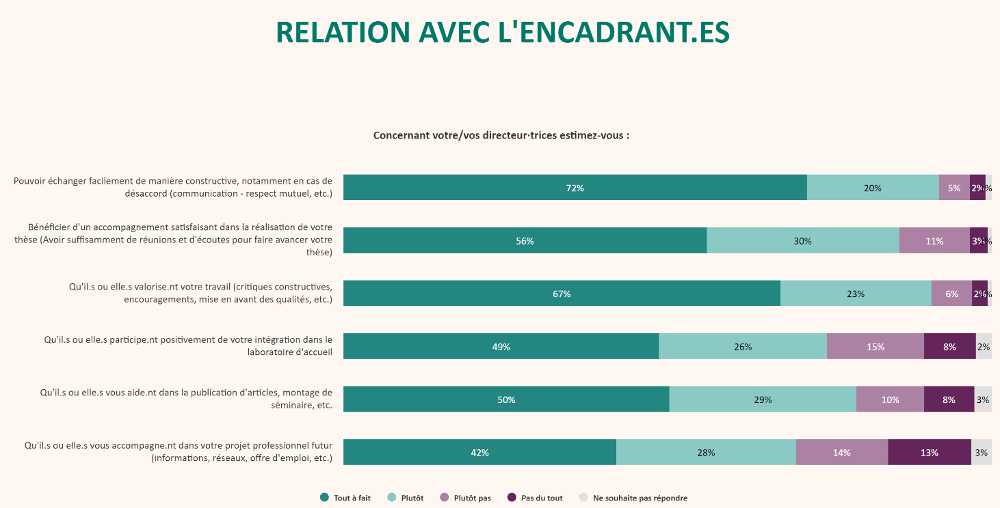 RELATION AVEC L'ENCADRANT.ES
Concernant votre/vos directeur·trices estimez-vous :
Pouvoir échanger facilement de manière constructive, notamment en cas de
désaccord (communication - respect mutuel, etc.)
72% 20% 5% 2%
Bénéficier d'un accompagnement satisfaisant dans la réalisation de votre
thèse (Avoir suffisamment de réunions et d'écoutes pour faire avancer votre
thèse)
56% 30% 11% 3%
Qu'il.s ou elle.s valorise.nt votre travail (critiques constructives,
encouragements, mise en avant des qualités, etc.)
67% 23% 6% 2%
Qu'il.s ou elle.s participe.nt positivement de votre intégration dans le
laboratoire d'accueil
49% 26% 15% 8% 2%
Qu'il.s ou elle.s vous aide.nt dans la publication d'articles, montage de
séminaire, etc.
50% 29% 10% 8% 3%
Qu'il.s ou elle.s vous accompagne.nt dans votre projet professionnel futur
(informations, réseaux, offre d'emploi, etc.)
42% 28% 14% 13% 3%
Tout à fait Plutôt Plutôt pas Pas du tout Ne souhaite pas répondre